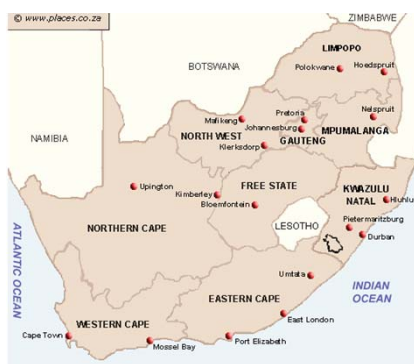 © www.places.co.za
ZIMBABWE
LIMPOPO
Polokwane
Hoedspruit
BOTSWANA
Nelspruit
Mafikeng
Pretoria
Johannesburg
MPUMALANGA
NORTH WEST
GAUTENG
NAMIBIA
Klerksdorp
Upington
Kimberley
FREE STATE
KWAZULU
NATAL
Hluhlu
Bloemfontein
Pietermaritzburg
LESOTHO
Durban
NORTHERN CAPE
ATLANTIC OCEAN
Umtata
INDIAN
OCEAN
EASTERN CAPE
East London
WESTERN CAPE
Cape Town
Mossel Bay
Port Elizabeth